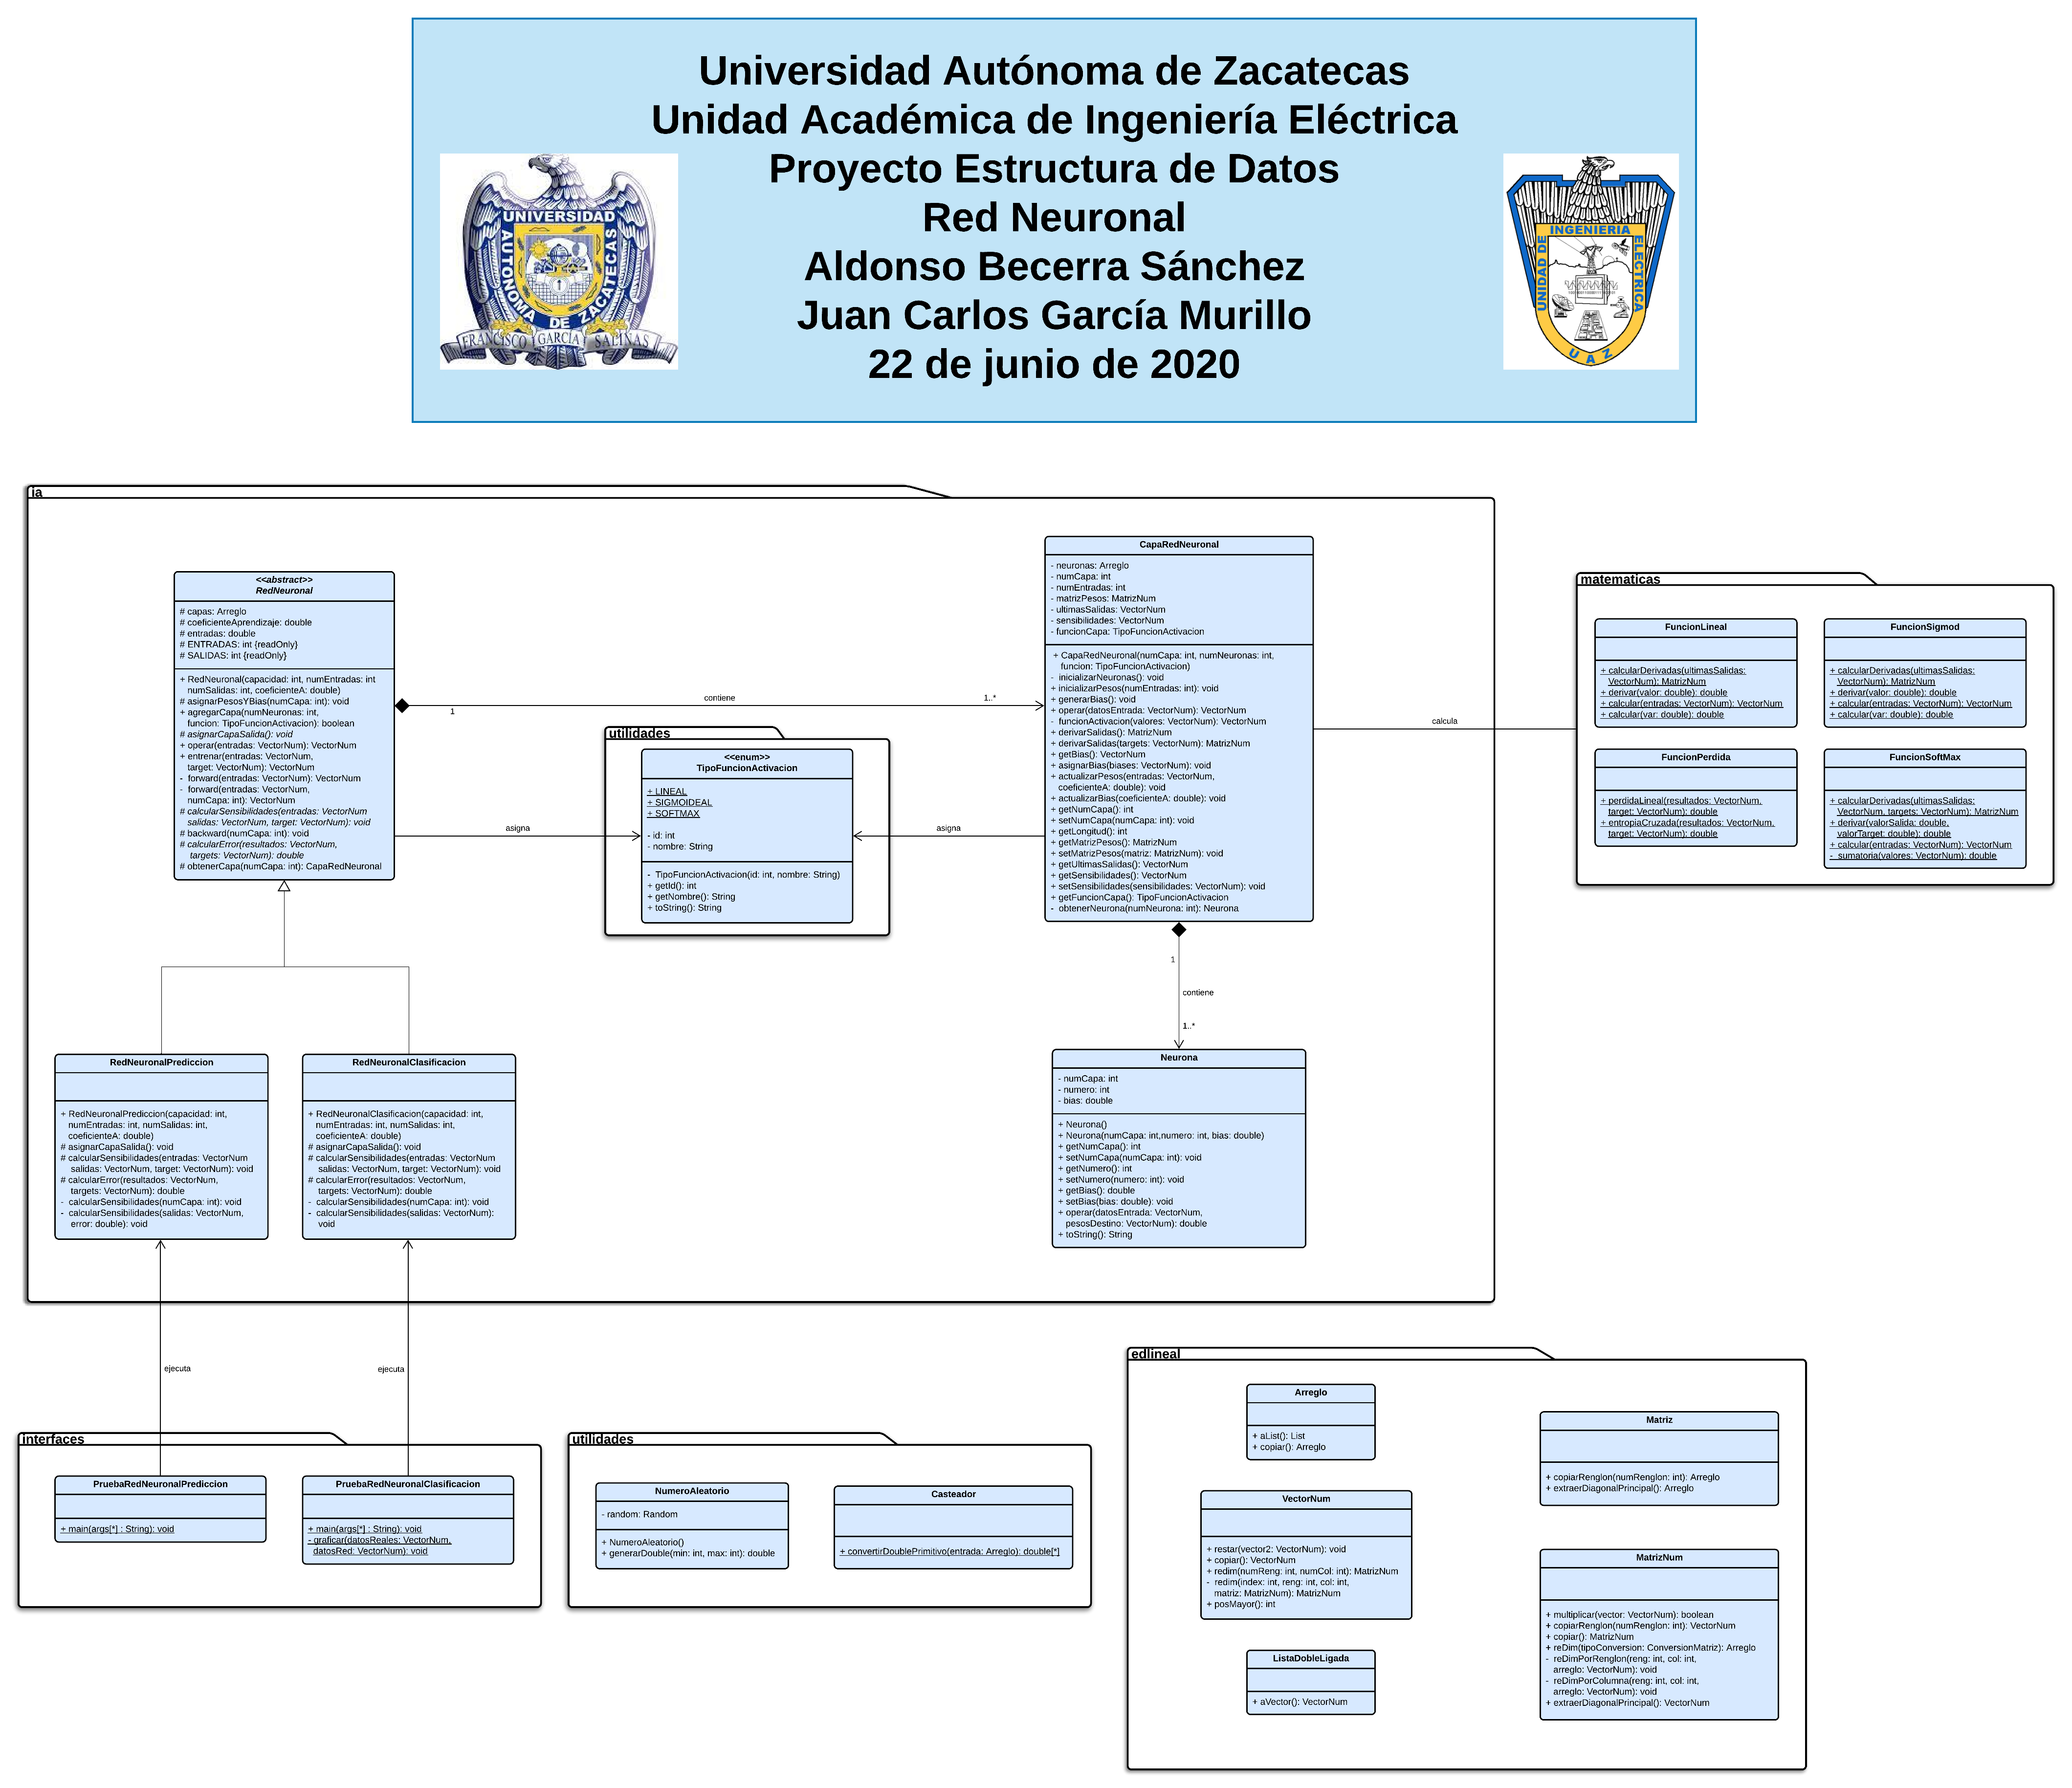 Universidad Autónoma de Zacatecas
Unidad Académica de Ingeniería Eléctrica
Proyecto Estructura de Datos
Red Neuronal
Aldonso Becerra Sánchez
Juan Carlos García Murillo
22 de junio de 2020
UNIVERSIDAD
AUTÓNOMA DE ZACATECAS
FRANCISCO GARCÍA SALINAS
UNIDAD DE
INGENIERIA
ELECTRICA
U A Z
ia
<<abstract>>
RedNeuronal
# capas: Arreglo
# coeficienteAprendizaje: double
# entradas: double
# ENTRADAS: int {readOnly}
# SALIDAS: int {readOnly}
+ RedNeuronal(capacidad: int, numEntradas: int
numSalidas: int, coeficienteA: double)
# asignarPesosYBias(numCapa: int): void
+ agregarCapa(numNeuronas: int,
funcion: TipoFuncionActivacion): boolean
# asignarCapaSalida(): void
+ operar(entradas: VectorNum): VectorNum
+ entrenar(entradas: VectorNum,
target: VectorNum): VectorNum
- forward(entradas: VectorNum): VectorNum
- forward(entradas: VectorNum,
numCapa: int): VectorNum
# calcularSensibilidades(entradas: VectorNum
salidas: VectorNum, target: VectorNum): void
# backward(numCapa: int): void
# calcularError(resultados: VectorNum,
targets: VectorNum): double
# obtenerCapa(numCapa: int): CapaRedNeuronal
1
contiene
1..*
CapaRedNeuronal
- neuronas: Arreglo
- numCapa: int
- numEntradas: int
- matrizPesos: MatrizNum
- ultimasSalidas: VectorNum
- sensibilidades: VectorNum
- funcionCapa: TipoFuncionActivacion
+ CapaRedNeuronal(numCapa: int, numNeuronas: int,
funcion: TipoFuncionActivacion)
- inicializarNeuronas(): void
+ inicializarPesos(numEntradas: int): void
+ generarBias(): void
+ operar(datosEntrada: VectorNum): VectorNum
- funcionActivacion(valores: VectorNum): VectorNum
+ derivarSalidas(): MatrizNum
+ derivarSalidas(targets: VectorNum): MatrizNum
+ getBias(): VectorNum
+ asignarBias(biases: VectorNum): void
+ actualizarPesos(entradas: VectorNum,
coeficienteA: double): void
+ actualizarBias(coeficienteA: double): void
+ getNumCapa(): int
+ setNumCapa(numCapa: int): void
+ getLongitud(): int
+ getMatrizPesos(): MatrizNum
+ setMatrizPesos(matriz: MatrizNum): void
+ getUltimasSalidas(): VectorNum
+ getSensibilidades(): VectorNum
+ setSensibilidades(sensibilidades: VectorNum): void
+ getFuncionCapa(): TipoFuncionActivacion
- obtenerNeurona(numNeurona: int): Neurona
utilidades
<<enum>>
TipoFuncionActivacion
+ LINEAL
+ SIGMOIDEAL
+ SOFTMAX
- id: int
- nombre: String
- TipoFuncionActivacion(id: int, nombre: String)
+ getId(): int
+ getNombre(): String
+ toString(): String
asigna
asigna
calcula
matematicas
FuncionLineal
+ calcularDerivadas(ultimasSalidas:
VectorNum): MatrizNum
+ derivar(valor: double): double
+ calcular(entradas: VectorNum): VectorNum
+ calcular(var: double): double
FuncionSigmod
+ calcularDerivadas(ultimasSalidas:
VectorNum): MatrizNum
+ derivar(valor: double): double
+ calcular(entradas: VectorNum): VectorNum
+ calcular(var: double): double
FuncionPerdida
+ perdidaLineal(resultados: VectorNum,
target: VectorNum): double
+ entropiaCruzada(resultados: VectorNum,
target: VectorNum): double
FuncionSoftMax
+ calcularDerivadas(ultimasSalidas:
VectorNum, targets: VectorNum): MatrizNum
+ derivar(valorSalida: double,
valorTarget: double): double
+ calcular(entradas: VectorNum): VectorNum
- sumatoria(valores: VectorNum): double
1
contiene
1..*
RedNeuronalPrediccion
+ RedNeuronalPrediccion(capacidad: int,
numEntradas: int, numSalidas: int,
coeficienteA: double)
# asignarCapaSalida(): void
# calcularSensibilidades(entradas: VectorNum
salidas: VectorNum, target: VectorNum): void
# calcularError(resultados: VectorNum,
targets: VectorNum): double
- calcularSensibilidades(numCapa: int): void
- calcularSensibilidades(salidas: VectorNum,
error: double): void
RedNeuronalClasificacion
+ RedNeuronalClasificacion(capacidad: int,
numEntradas: int, numSalidas: int,
coeficienteA: double)
# asignarCapaSalida(): void
# calcularSensibilidades(entradas: VectorNum
salidas: VectorNum, target: VectorNum): void
# calcularError(resultados: VectorNum,
targets: VectorNum): double
- calcularSensibilidades(numCapa: int): void
- calcularSensibilidades(salidas: VectorNum):
void
Neurona
- numCapa: int
- numero: int
- bias: double
+ Neurona()
+ Neurona(numCapa: int,numero: int, bias: double)
+ getNumCapa(): int
+ setNumCapa(numCapa: int): void
+ getNumero(): int
+ setNumero(numero: int): void
+ getBias(): double
+ setBias(bias: double): void
+ operar(datosEntrada: VectorNum,
pesosDestino: VectorNum): double
+ toString(): String
ejecuta
ejecuta
interfaces
PruebaRedNeuronalPrediccion
+ main(args[*] : String): void
PruebaRedNeuronalClasificacion
+ main(args[*] : String): void
- graficar(datosReales: VectorNum,
datosRed: VectorNum): void
utilidades
NumeroAleatorio
- random: Random
+ NumeroAleatorio()
+ generarDouble(min: int, max: int): double
Casteador
+ convertirDoublePrimitivo(entrada: Arreglo): double[*]
edlineal
Arreglo
+ aList(): List
+ copiar(): Arreglo
Matriz
+ copiarRenglon(numRenglon: int): Arreglo
+ extraerDiagonalPrincipal(): Arreglo
VectorNum
+ restar(vector2: VectorNum): void
+ copiar(): VectorNum
+ redim(numReng: int, numCol: int): MatrizNum
- redim(index: int, reng: int, col: int,
matriz: MatrizNum): MatrizNum
+ posMayor(): int
MatrizNum
+ multiplicar(vector: VectorNum): boolean
+ copiarRenglon(numRenglon: int): VectorNum
+ copiar(): MatrizNum
+ reDim(tipoConversion: ConversionMatriz): Arreglo
- reDimPorRenglon(reng: int, col: int,
arreglo: VectorNum): void
- reDimPorColumna(reng: int, col: int,
arreglo: VectorNum): void
+ extraerDiagonalPrincipal(): VectorNum
ListaDobleLigada
+ aVector(): VectorNum